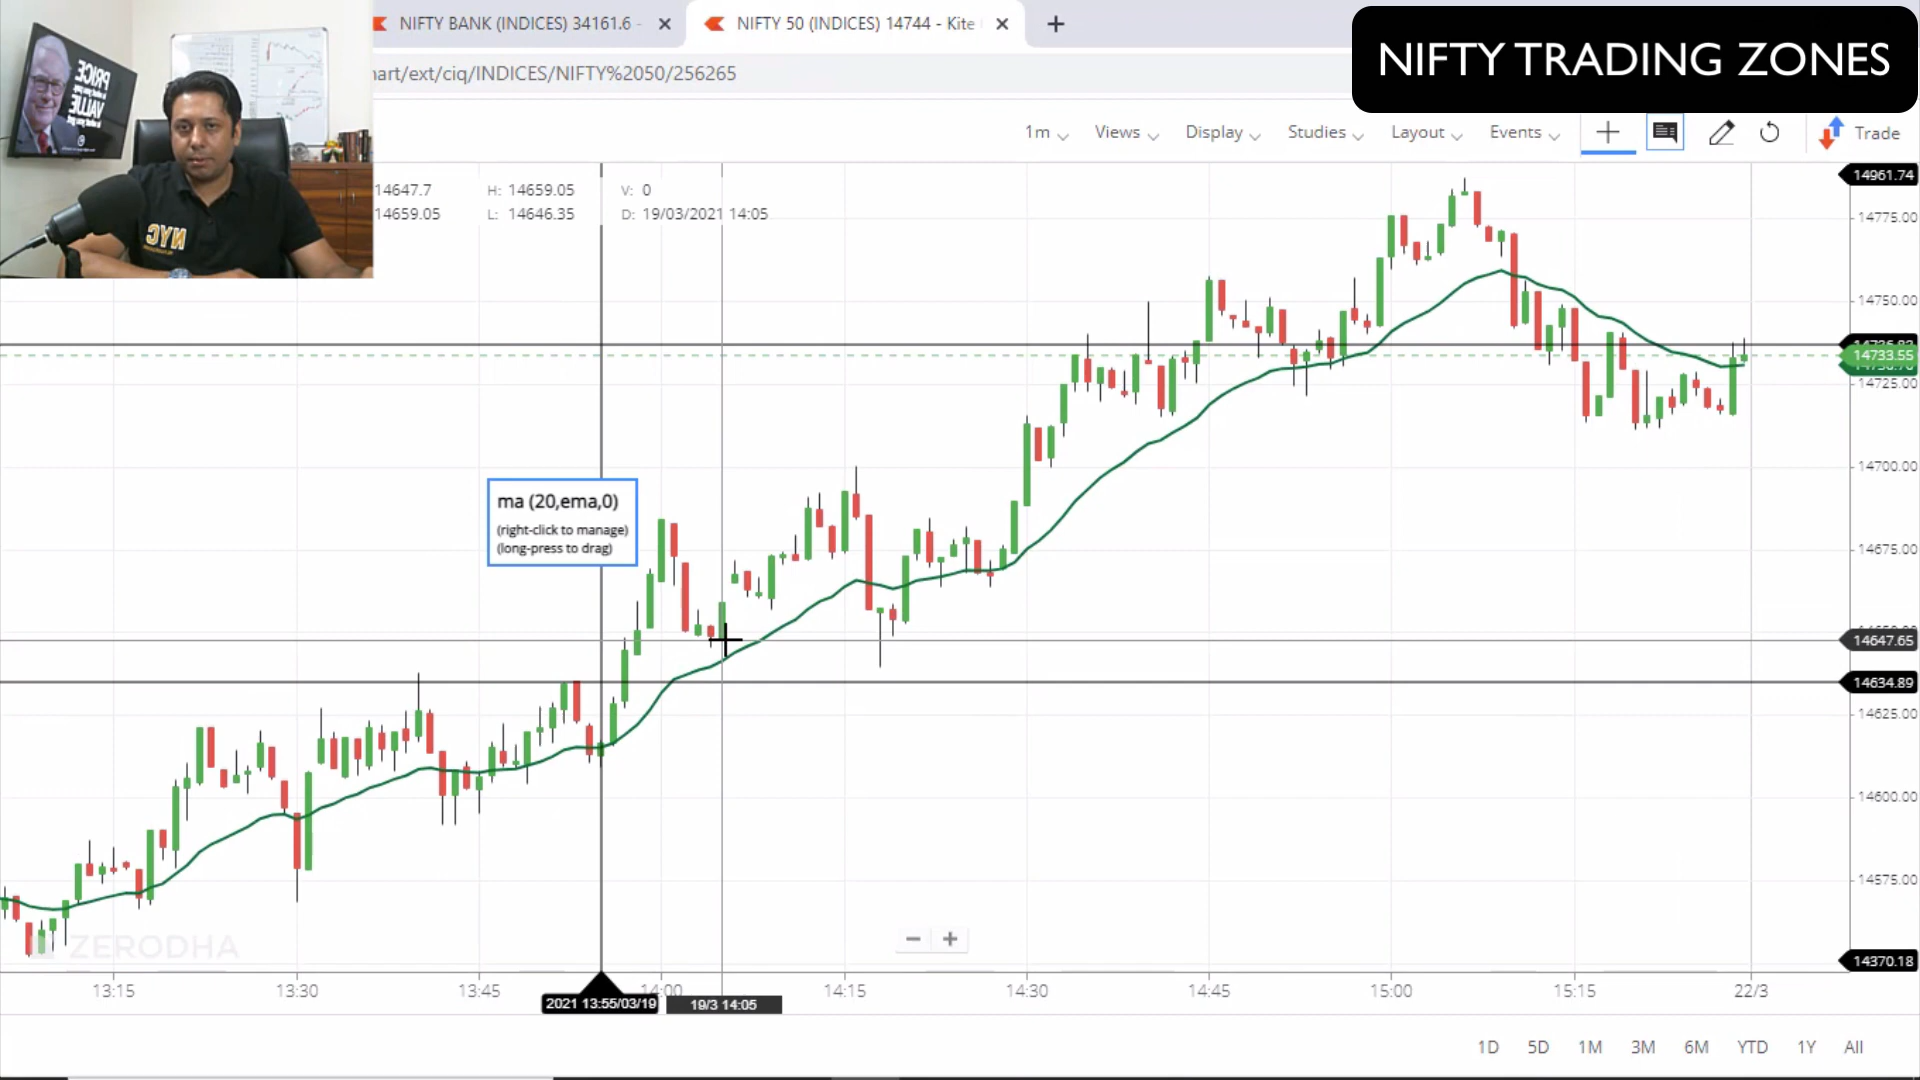 NIFTY BANK (INDICES) 34161.6 -
NIFTY 50 (INDICES) 14744 - Kite
NIFTY TRADING ZONES
art/ext/ciq/INDICES/NIFTY%2050/256265
PRICE
VALUE
NYC
1m
Views
Display
Studies
Layout
Events
Trade
14647.7 H: 14659.05 V: 0
14659.05 L: 14646.35 D: 19/03/2021 14:05
ma (20,ema,0)
(right-click to manage)
(long-press to drag)
14961.74
14775.00
14750.00
14733.55
14725.00
14700.00
14675.00
14647.65
14634.89
14625.00
14600.00
14575.00
14370.18
ZERODHA
13:15
13:30
13:45
14:00
14:15
14:30
14:45
15:00
15:15
22/3
2021 13:55/03/19
19/3 14:05
1D 5D 1M 3M 6M YTD 1Y All